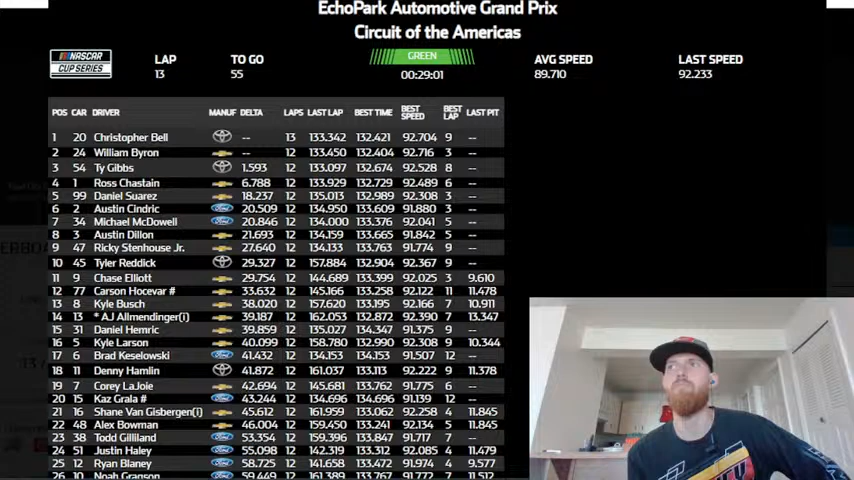 EchoPark Automotive Grand Prix
Circuit of the Americas
NASCAR CUP SERIES LAP TO GO GREEN AVG SPEED LAST SPEED
13 55 00:29:01 89.710 92.233
POS CAR DRIVER MANUF DELTA LAPS LAST LAP BEST TIME BEST SPEED BEST LAP LAST PIT
1 20 Christopher Bell -- 13 133.342 132.421 92.704 9 --
2 24 William Byron -- 12 133.450 132.404 92.716 3 --
3 54 Ty Gibbs 1.593 12 133.097 132.674 92.528 8 --
4 1 Ross Chastain 6.788 12 133.929 132.729 92.489 6 --
5 99 Daniel Suarez 18.237 12 135.013 132.989 92.308 3 --
6 2 Austin Cindric 20.509 12 134.950 133.609 91.880 3 --
7 34 Michael McDowell 20.846 12 134.000 133.376 92.041 5 --
8 3 Austin Dillon 21.693 12 134.159 133.665 91.842 5 --
9 47 Ricky Stenhouse Jr. 27.640 12 134.133 133.763 91.774 9 --
10 45 Tyler Reddick 29.327 12 157.884 132.904 92.367 9 --
11 9 Chase Elliott 29.754 12 144.689 133.399 92.025 3 9.610
12 77 Carson Hocevar # 33.632 12 145.166 133.258 92.122 11 11.478
13 8 Kyle Busch 38.020 12 157.620 133.195 92.166 7 10.911
14 13 * AJ Allmendinger(i) 39.187 12 162.053 132.872 92.390 7 13.347
15 31 Daniel Hemric 39.859 12 135.027 134.347 91.375 9 --
16 5 Kyle Larson 40.099 12 158.780 132.990 92.308 9 10.344
17 6 Brad Keselowski 41.432 12 134.153 134.153 91.507 12 --
18 11 Denny Hamlin 41.872 12 161.037 133.113 92.222 9 11.378
19 7 Corey LaJoie 42.694 12 145.681 133.762 91.775 6 --
20 15 Kaz Grala # 43.244 12 134.696 134.696 91.139 12 --
21 16 Shane Van Gisbergen(i) 45.612 12 161.959 133.062 92.258 4 11.845
22 48 Alex Bowman 46.004 12 159.450 133.241 92.134 5 11.845
23 38 Todd Gilliland 53.354 12 159.396 133.847 91.717 7 --
24 51 Justin Haley 55.098 12 142.319 133.312 92.085 4 11.479
25 12 Ryan Blaney 58.725 12 141.658 133.472 91.974 4 9.577
26 10 Noah Gragson 59.449 12 161.389 133.767 91.772 7 11.512